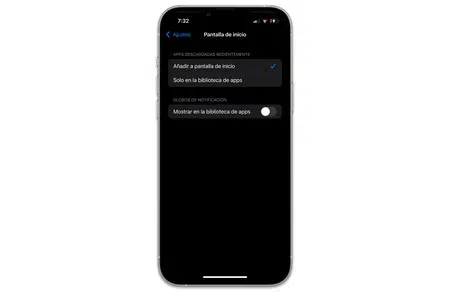 7:32
Ajustes
Pantalla de inicio
APPS DESCARGADAS RECIENTEMENTE
Añadir a pantalla de inicio
Solo en la biblioteca de apps
GLOBOS DE NOTIFICACIÓN
Mostrar en la biblioteca de apps